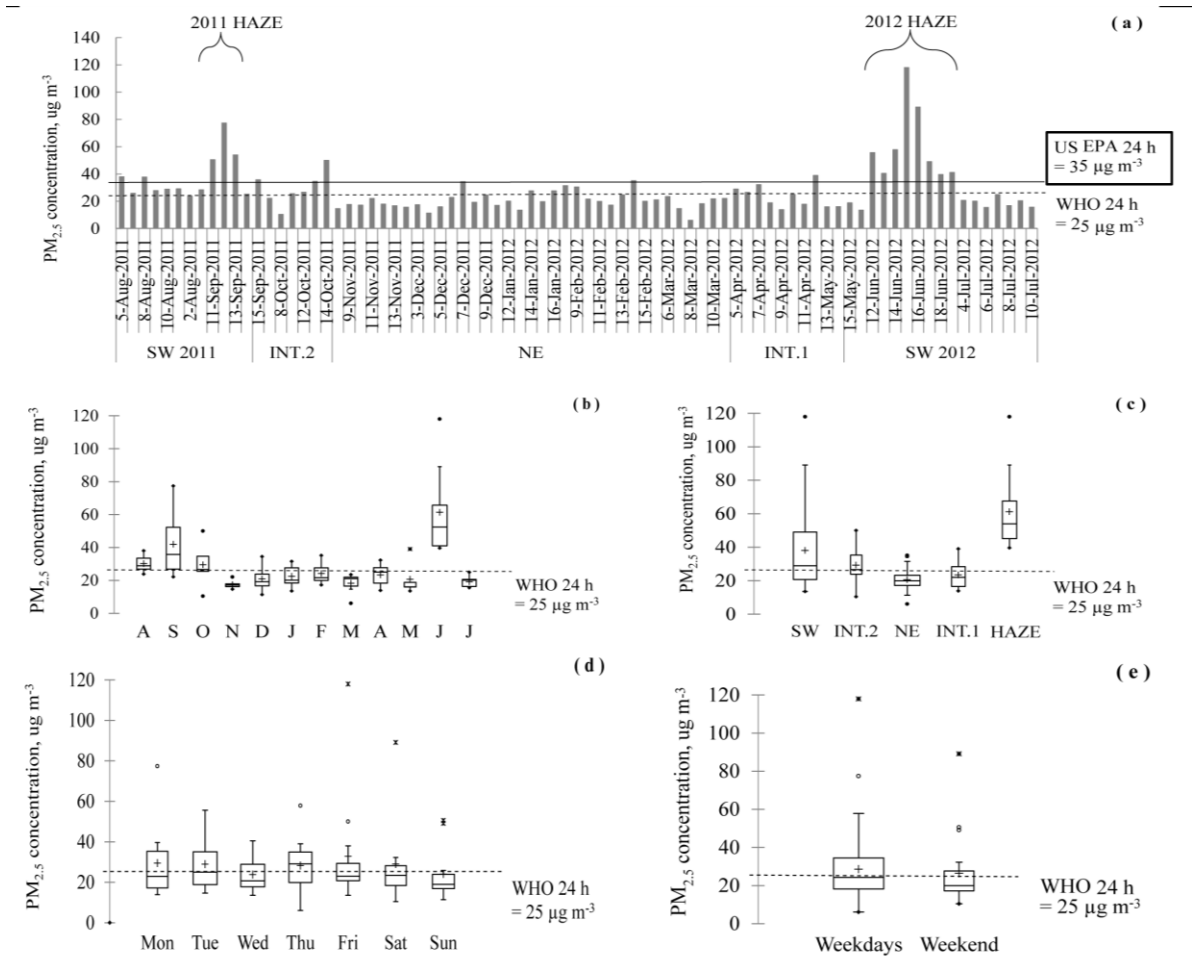 2011 HAZE
2012 HAZE
( a )
PM2.5 concentration, ug m-3
140
120
100
80
60
40
20
0
US EPA 24 h
= 35 µg m-3
WHO 24 h
= 25 µg m-3
5-Aug-2011
8-Aug-2011
10-Aug-2011
2-Aug-2011
11-Sep-2011
13-Sep-2011
15-Sep-2011
8-Oct-2011
12-Oct-2011
14-Oct-2011
9-Nov-2011
11-Nov-2011
13-Nov-2011
3-Dec-2011
5-Dec-2011
7-Dec-2011
9-Dec-2011
12-Jan-2012
14-Jan-2012
16-Jan-2012
9-Feb-2012
11-Feb-2012
13-Feb-2012
15-Feb-2012
6-Mar-2012
8-Mar-2012
10-Mar-2012
5-Apr-2012
7-Apr-2012
9-Apr-2012
11-Apr-2012
13-May-2012
15-May-2012
12-Jun-2012
14-Jun-2012
16-Jun-2012
18-Jun-2012
4-Jul-2012
6-Jul-2012
8-Jul-2012
10-Jul-2012
SW 2011 INT.2 NE INT.1 SW 2012
( b )
PM2.5 concentration, ug m-3
120
100
80
60
40
20
0
WHO 24 h
= 25 µg m-3
A S O N D J F M A M J J
( c )
PM2.5 concentration, ug m-3
120
100
80
60
40
20
0
WHO 24 h
= 25 µg m-3
SW INT.2 NE INT.1 HAZE
( d )
PM2.5 concentration, ug m-3
120
100
80
60
40
20
0
WHO 24 h
= 25 µg m-3
Mon Tue Wed Thu Fri Sat Sun
( e )
PM2.5 concentration, ug m-3
120
100
80
60
40
20
0
WHO 24 h
= 25 µg m-3
Weekdays Weekend